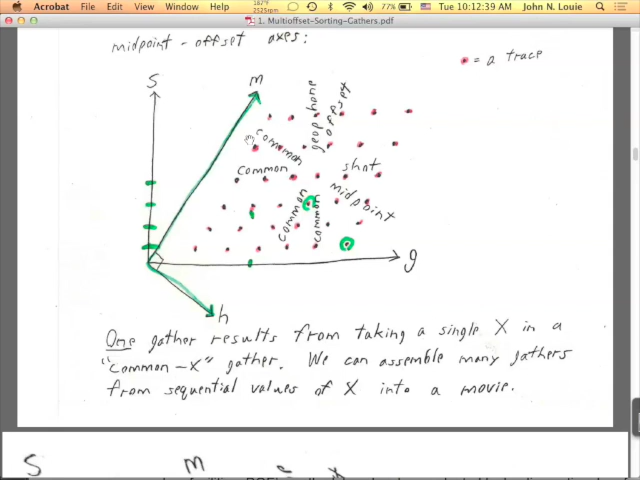 Acrobat File Edit View Window Help 167°F 2525rpm 77% Tue 10:12:39 AM John N. Louie
1. Multioffset-Sorting-Gathers.pdf
midpoint - offset axes:
= a trace
S
m
geophone
offset
common
common
shot
midpoint
common
common
g
h
One gather results from taking a single X in a
"common-X" gather. We can assemble many gathers
from sequential values of X into a movie.
S
m